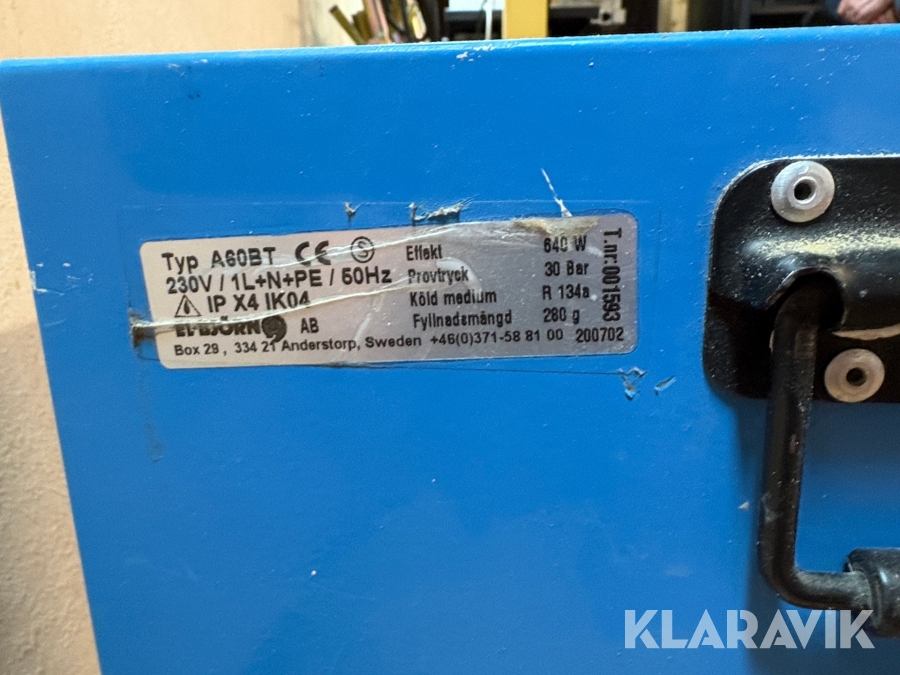 Typ A60BT CE S
230V / 1L+N+PE / 50Hz
IP X4 IK04
EL-BJÖRN AB
Box 29, 334 21 Anderstorp, Sweden +46(0)371-58 81 00 200702
Effekt 640 W
Provtryck 30 Bar
Köld medium R 134a
Fyllnadsmängd 280 g
T.nr: 001593
KLARAVIK